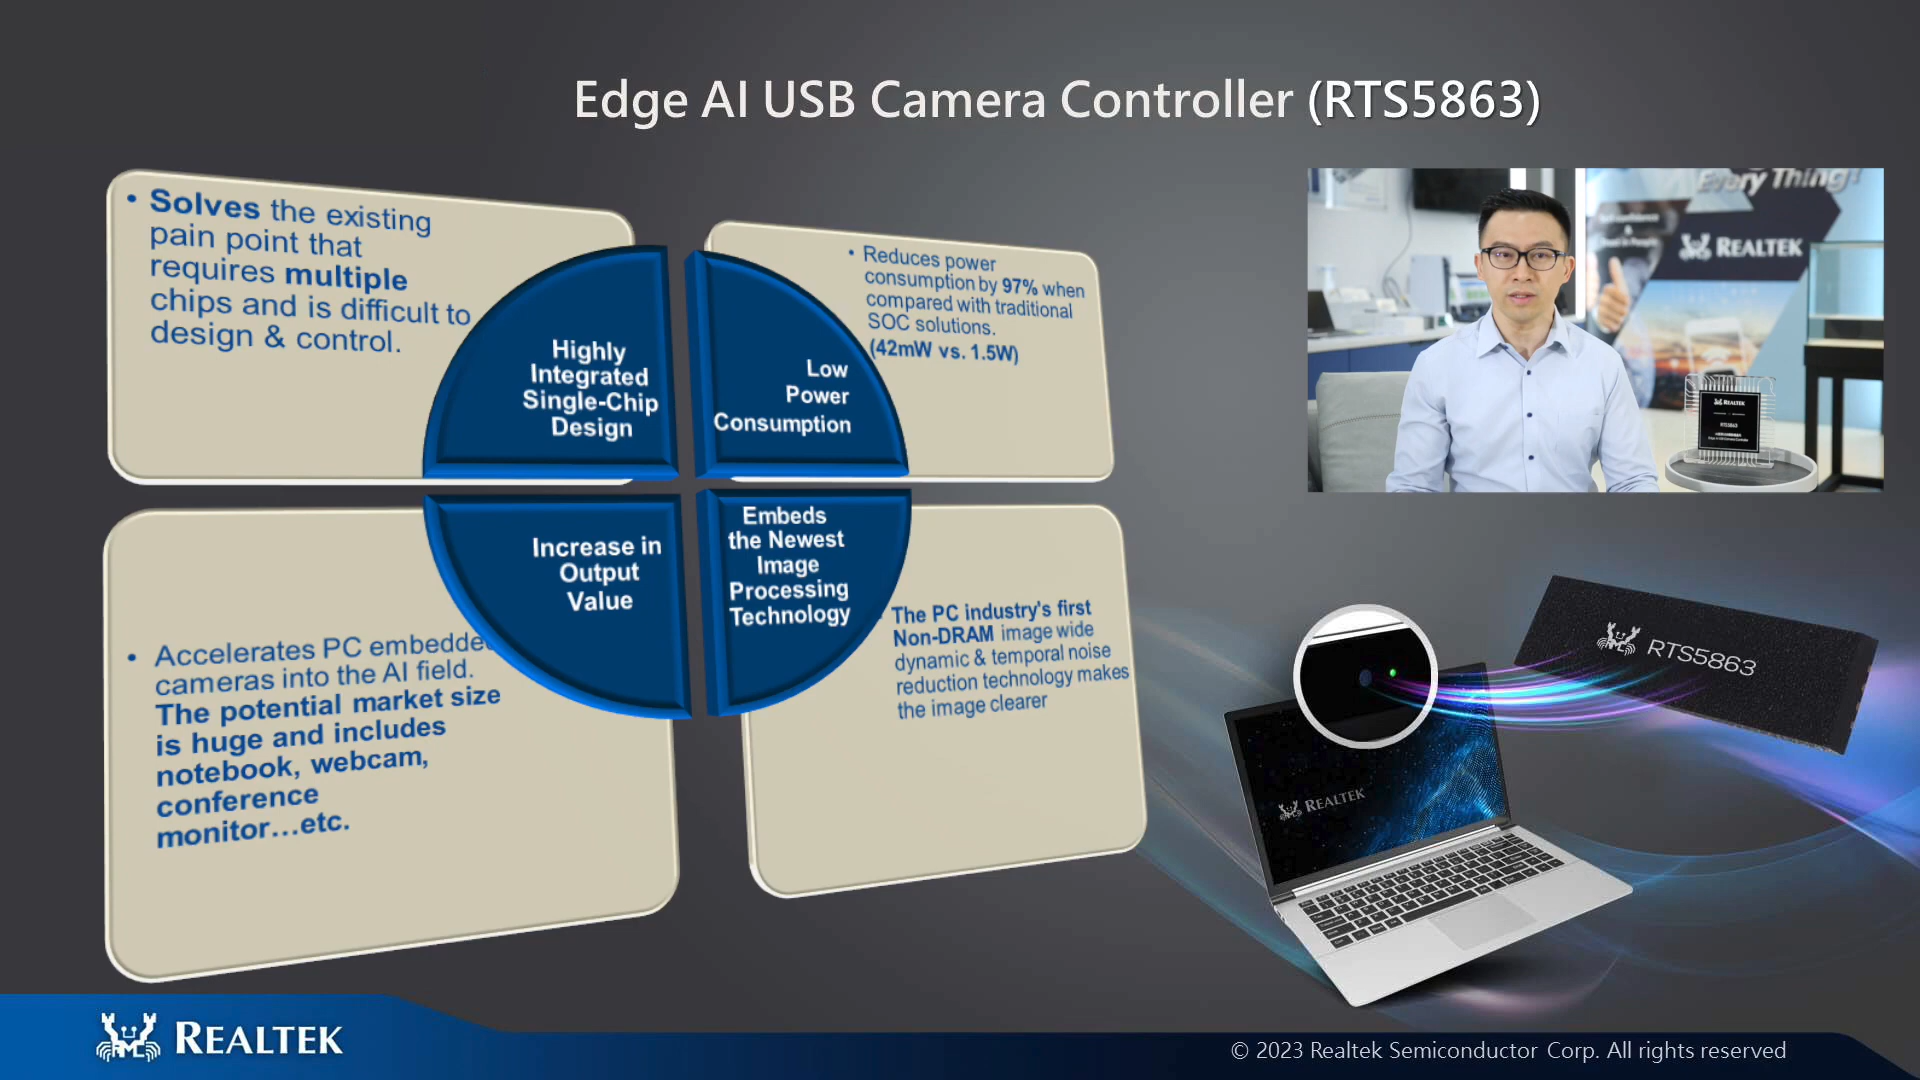 Edge AI USB Camera Controller (RTS5863)
• Solves the existing
pain point that
requires multiple
chips and is difficult to
design & control.
Highly
Integrated
Single-Chip
Design
• Reduces power
consumption by 97% when
compared with traditional
SOC solutions.
(42mW vs. 1.5W)
Low
Power
Consumption
Increase in
Output
Value
• Accelerates PC embedde
cameras into the AI field.
The potential market size
is huge and includes
notebook, webcam,
conference
monitor...etc.
Embeds
the Newest
Image
Processing
Technology
The PC industry's first
Non-DRAM image wide
dynamic & temporal noise
reduction technology makes
the image clearer
Every Thing!
REALTEK
REALTEK
RTS5863
RTS5863
REALTEK
REALTEK
© 2023 Realtek Semiconductor Corp. All rights reserved